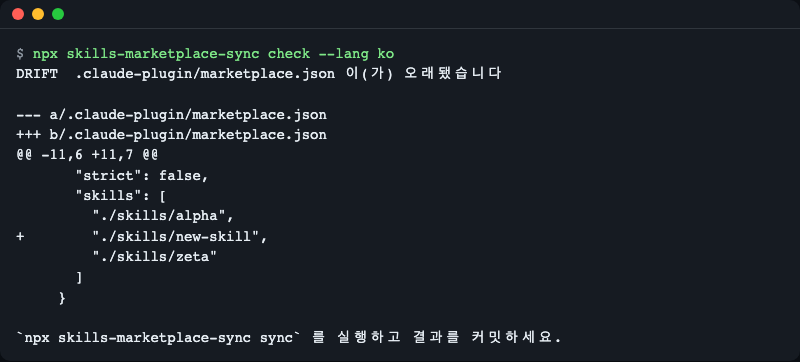 $ npx skills-marketplace-sync check --lang ko
DRIFT  .claude-plugin/marketplace.json 이(가) 오래됐습니다
--- a/.claude-plugin/marketplace.json
+++ b/.claude-plugin/marketplace.json
@@ -11,6 +11,7 @@
       "strict": false,
       "skills": [
         "./skills/alpha",
+        "./skills/new-skill",
         "./skills/zeta"
       ]
     }
`npx skills-marketplace-sync sync` 를 실행하고 결과를 커밋하세요.